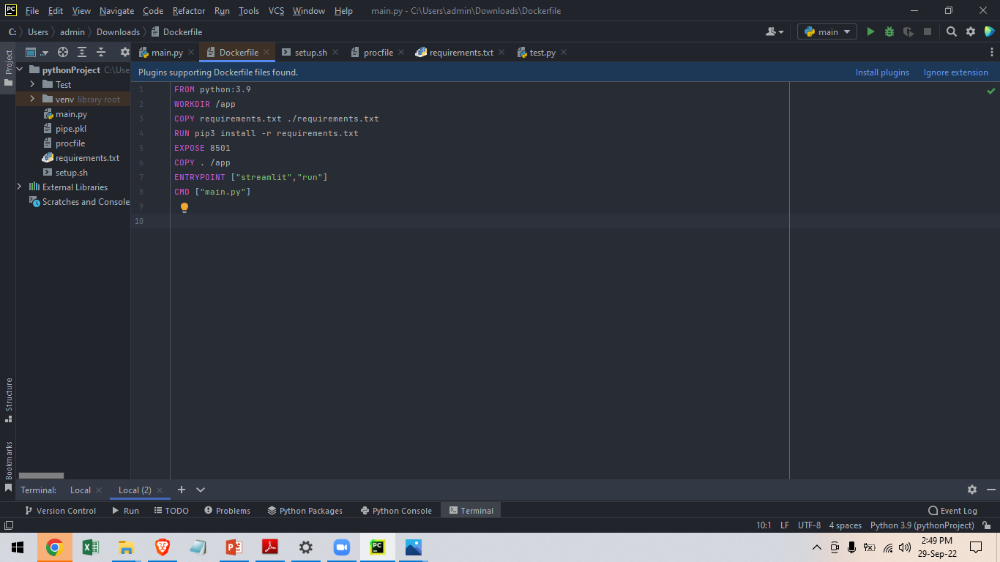 PC File Edit View Navigate Code Refactor Run Tools VCS Window Help main.py - C:\Users\admin\Downloads\Dockerfile
C: Users admin Downloads Dockerfile main
Project
main.py Dockerfile setup.sh procfile requirements.txt test.py
pythonProject C:\Use
Plugins supporting Dockerfile files found. Install plugins Ignore extension
Test
venv library root
main.py
pipe.pkl
procfile
requirements.txt
setup.sh
External Libraries
Scratches and Console
1 FROM python:3.9
2 WORKDIR /app
3 COPY requirements.txt ./requirements.txt
4 RUN pip3 install -r requirements.txt
5 EXPOSE 8501
6 COPY . /app
7 ENTRYPOINT ["streamlit","run"]
8 CMD ["main.py"]
9
10
Structure
Bookmarks
Terminal: Local Local (2)
Version Control Run TODO Problems Python Packages Python Console Terminal Event Log
10:1 LF UTF-8 4 spaces Python 3.9 (pythonProject)
PC
2:49 PM
29-Sep-22